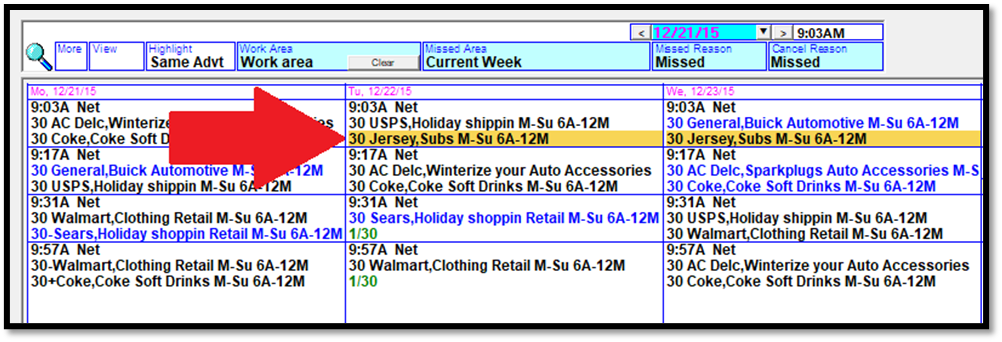 < 12/21/15 > 9:03AM
More View Highlight Work Area Missed Area Missed Reason Cancel Reason
Same Advt Work area Clear Current Week Missed Missed
Mo, 12/21/15
9:03A Net
30 AC Delc,Winterize ies
30 Coke,Coke Soft D
9:17A Net
30 General,Buick Automotive M-Su
30 USPS,Holiday shippin M-Su 6A-12M
9:31A Net
30 Walmart,Clothing Retail M-Su 6A-12M
30-Sears,Holiday shoppin Retail M-Su 6A-12M
9:57A Net
30-Walmart,Clothing Retail M-Su 6A-12M
30+Coke,Coke Soft Drinks M-Su 6A-12M
Tu, 12/22/15
9:03A Net
30 USPS,Holiday shippin M-Su 6A-12M
30 Jersey,Subs M-Su 6A-12M
9:17A Net
30 AC Delc,Winterize your Auto Accessories
30 Coke,Coke Soft Drinks M-Su 6A-12M
9:31A Net
30 Sears,Holiday shoppin Retail M-Su 6A-12M
1/30
9:57A Net
30 Walmart,Clothing Retail M-Su 6A-12M
1/30
We, 12/23/15
9:03A Net
30 General,Buick Automotive M-Su 6A-12M
30 Jersey,Subs M-Su 6A-12M
9:17A Net
30 AC Delc,Sparkplugs Auto Accessories M-S
30 Coke,Coke Soft Drinks M-Su 6A-12M
9:31A Net
30 USPS,Holiday shippin M-Su 6A-12M
30 Walmart,Clothing Retail M-Su 6A-12M
9:57A Net
30 AC Delc,Winterize your Auto Accessories
30 Coke,Coke Soft Drinks M-Su 6A-12M